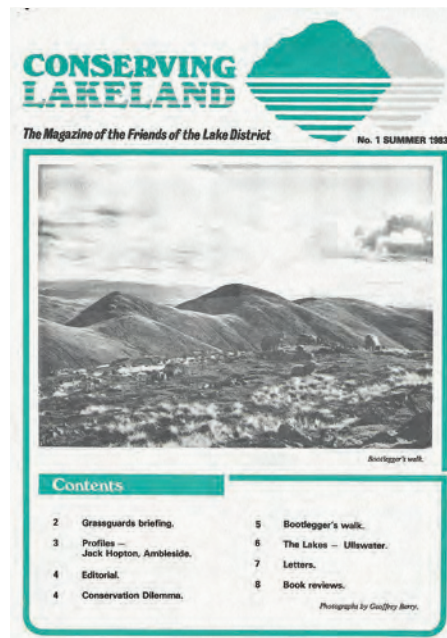 CONSERVING
LAKELAND
The Magazine of the Friends of the Lake District
No. 1 SUMMER 1983
Bootlegger's walk.
Contents
2 Grassguards briefing.
3 Profiles –
Jack Hopton, Ambleside.
4 Editorial.
4 Conservation Dilemma.
5 Bootlegger's walk.
6 The Lakes – Ullswater.
7 Letters.
8 Book reviews.
Photographs by Geoffrey Berry.